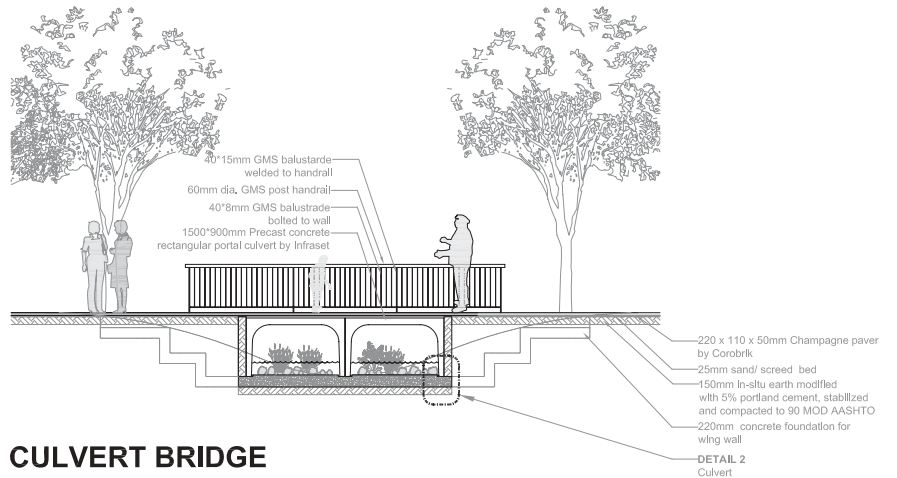 40*15mm GMS balustarde
welded to handrail
60mm dia. GMS post handrail
40*8mm GMS balustrade
bolted to wall
1500*900mm Precast concrete
rectangular portal culvert by Infraset
220 x 110 x 50mm Champagne paver
by Corobrik
25mm sand/ screed bed
150mm in-situ earth modified
with 5% portland cement, stabilized
and compacted to 90 MOD AASHTO
220mm concrete foundation for
wing wall
DETAIL 2
Culvert
CULVERT BRIDGE